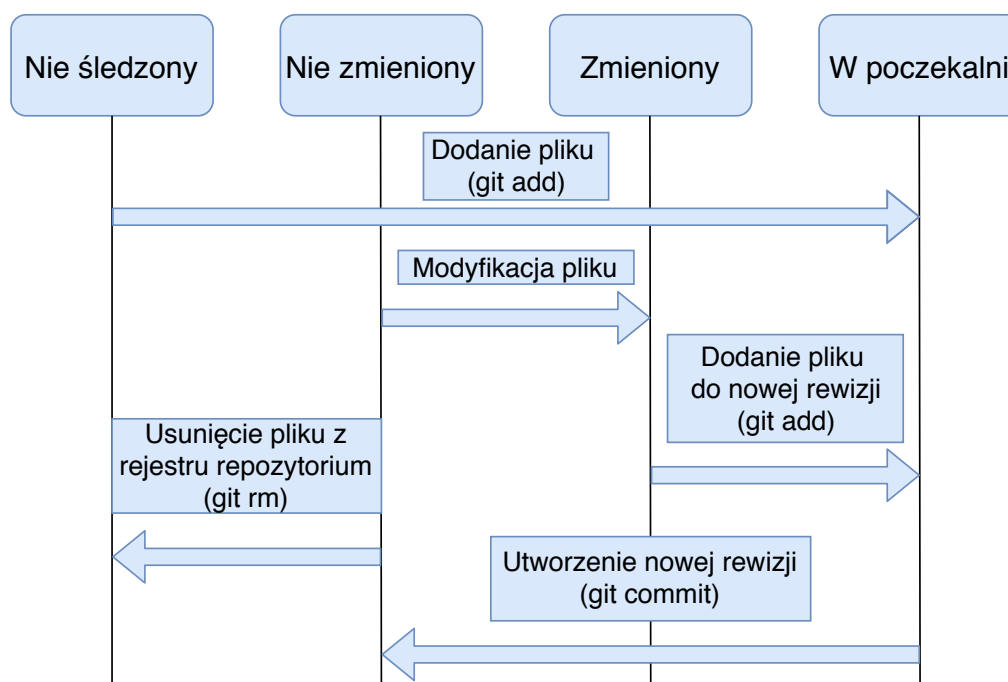 Nie śledzony
Nie zmieniony
Zmieniony
W poczekalni
Dodanie pliku
(git add)
Modyfikacja pliku
Dodanie pliku
do nowej rewizji
(git add)
Usunięcie pliku z
rejestru repozytorium
(git rm)
Utworzenie nowej rewizji
(git commit)